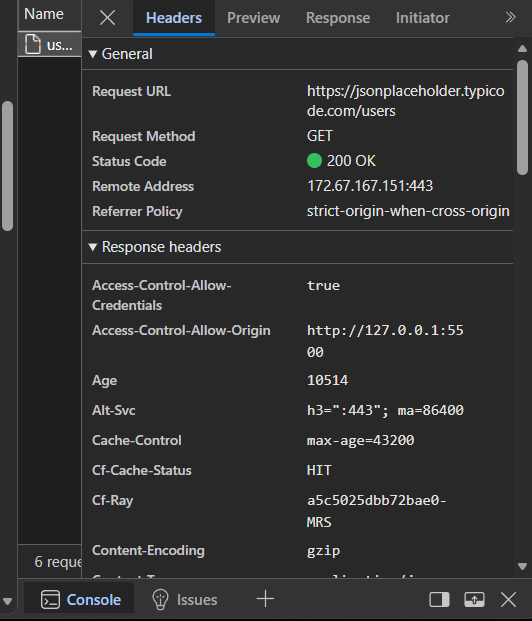 Name
Headers Preview Response Initiator
us...
General
Request URL https://jsonplaceholder.typico
de.com/users
Request Method GET
Status Code 200 OK
Remote Address 172.67.167.151:443
Referrer Policy strict-origin-when-cross-origin
Response headers
Access-Control-Allow- true
Credentials
Access-Control-Allow-Origin http://127.0.0.1:55
00
Age 10514
Alt-Svc h3=":443"; ma=86400
Cache-Control max-age=43200
Cf-Cache-Status HIT
Cf-Ray a5c5025dbb72bae0-
MRS
Content-Encoding gzip
6 reque
Console Issues